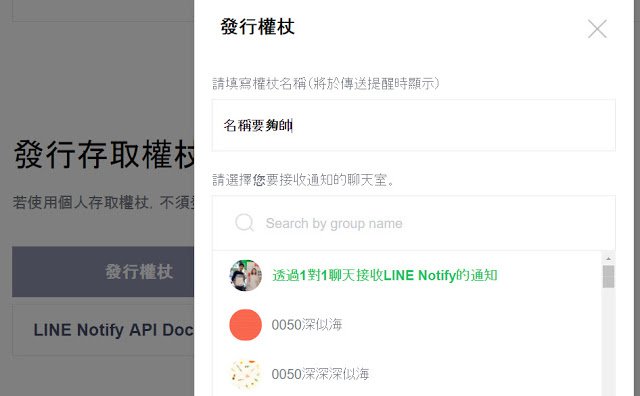 發行權杖
請填寫權杖名稱(將於傳送提醒時顯示)
名稱要夠帥
請選擇您要接收通知的聊天室。
Search by group name
透過1對1聊天接收LINE Notify的通知
0050深似海
0050深深深似海
發行存取權杖
若使用個人存取權杖, 不須
發行權杖
LINE Notify API Doc